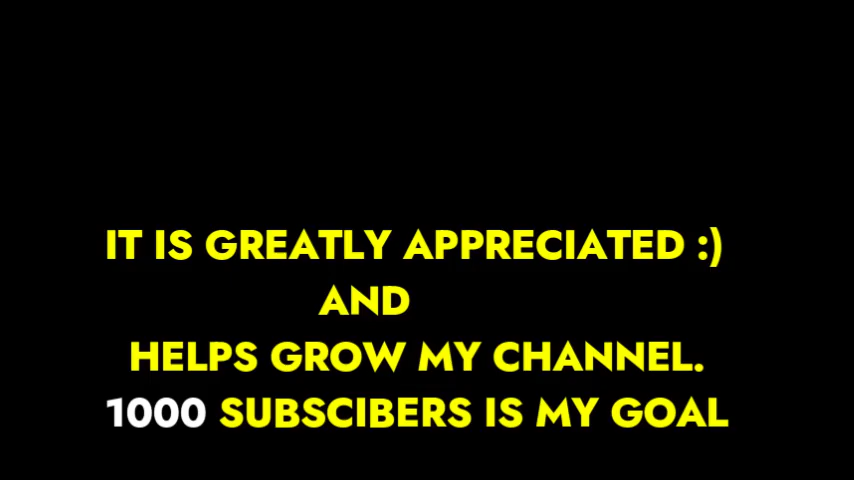 IT IS GREATLY APPRECIATED :)
AND
HELPS GROW MY CHANNEL.
1000 SUBSCIBERS IS MY GOAL